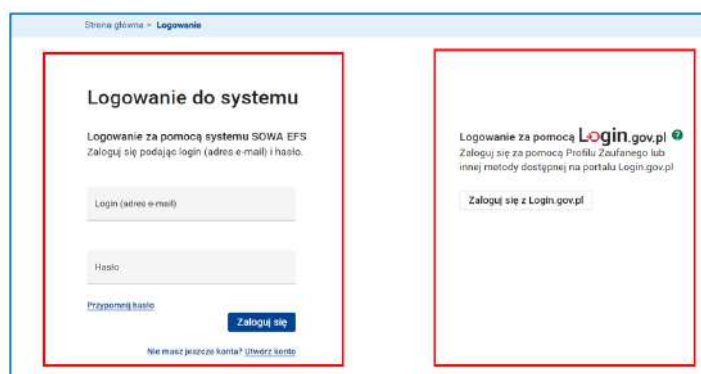 Strona główna > Logowanie
Logowanie do systemu
Logowanie za pomocą systemu SOWA EFS
Zaloguj się podając login (adres e-mail) i hasło.
Login (adres e-mail)
Hasło
Przypomnij hasło
Zaloguj się
Nie masz jeszcze konta? Utwórz konto
Logowanie za pomocą Login.gov.pl ?
Zaloguj się za pomocą Profilu Zaufanego lub
innej metody dostępnej na portalu Login.gov.pl
Zaloguj się z Login.gov.pl